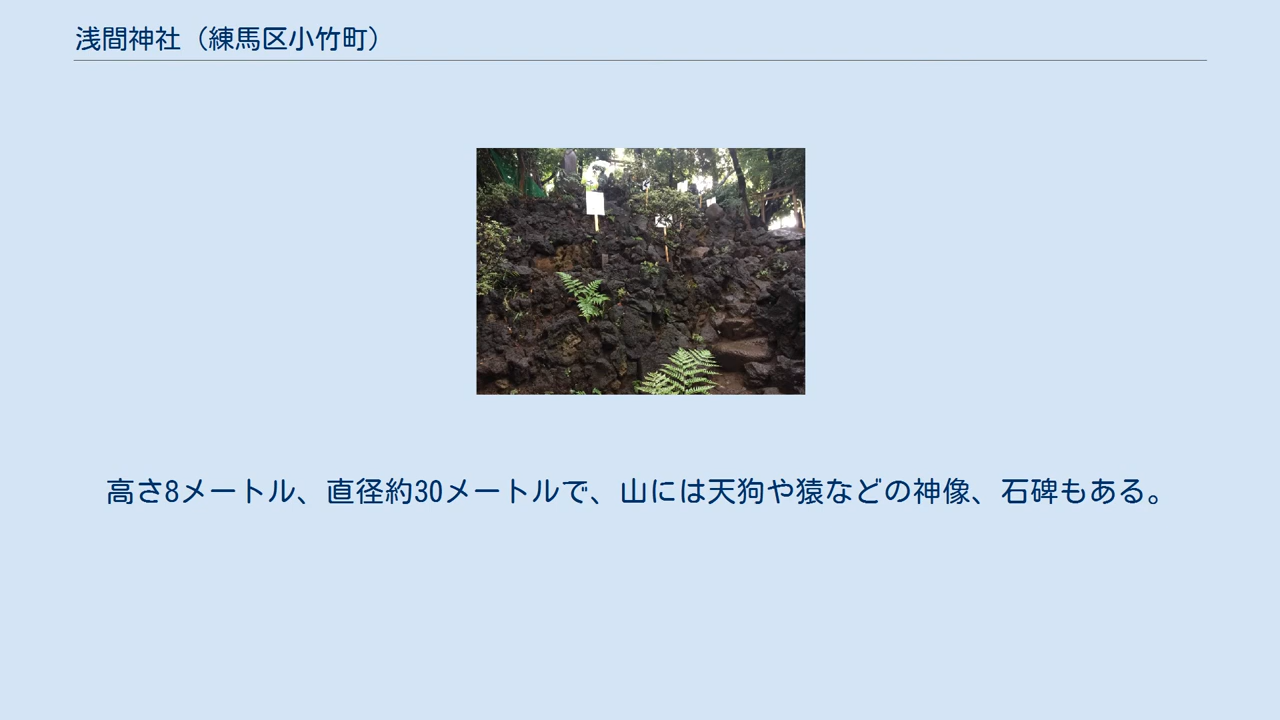 浅間神社（練馬区小竹町）
高さ8メートル、直径約30メートルで、山には天狗や猿などの神像、石碑もある。